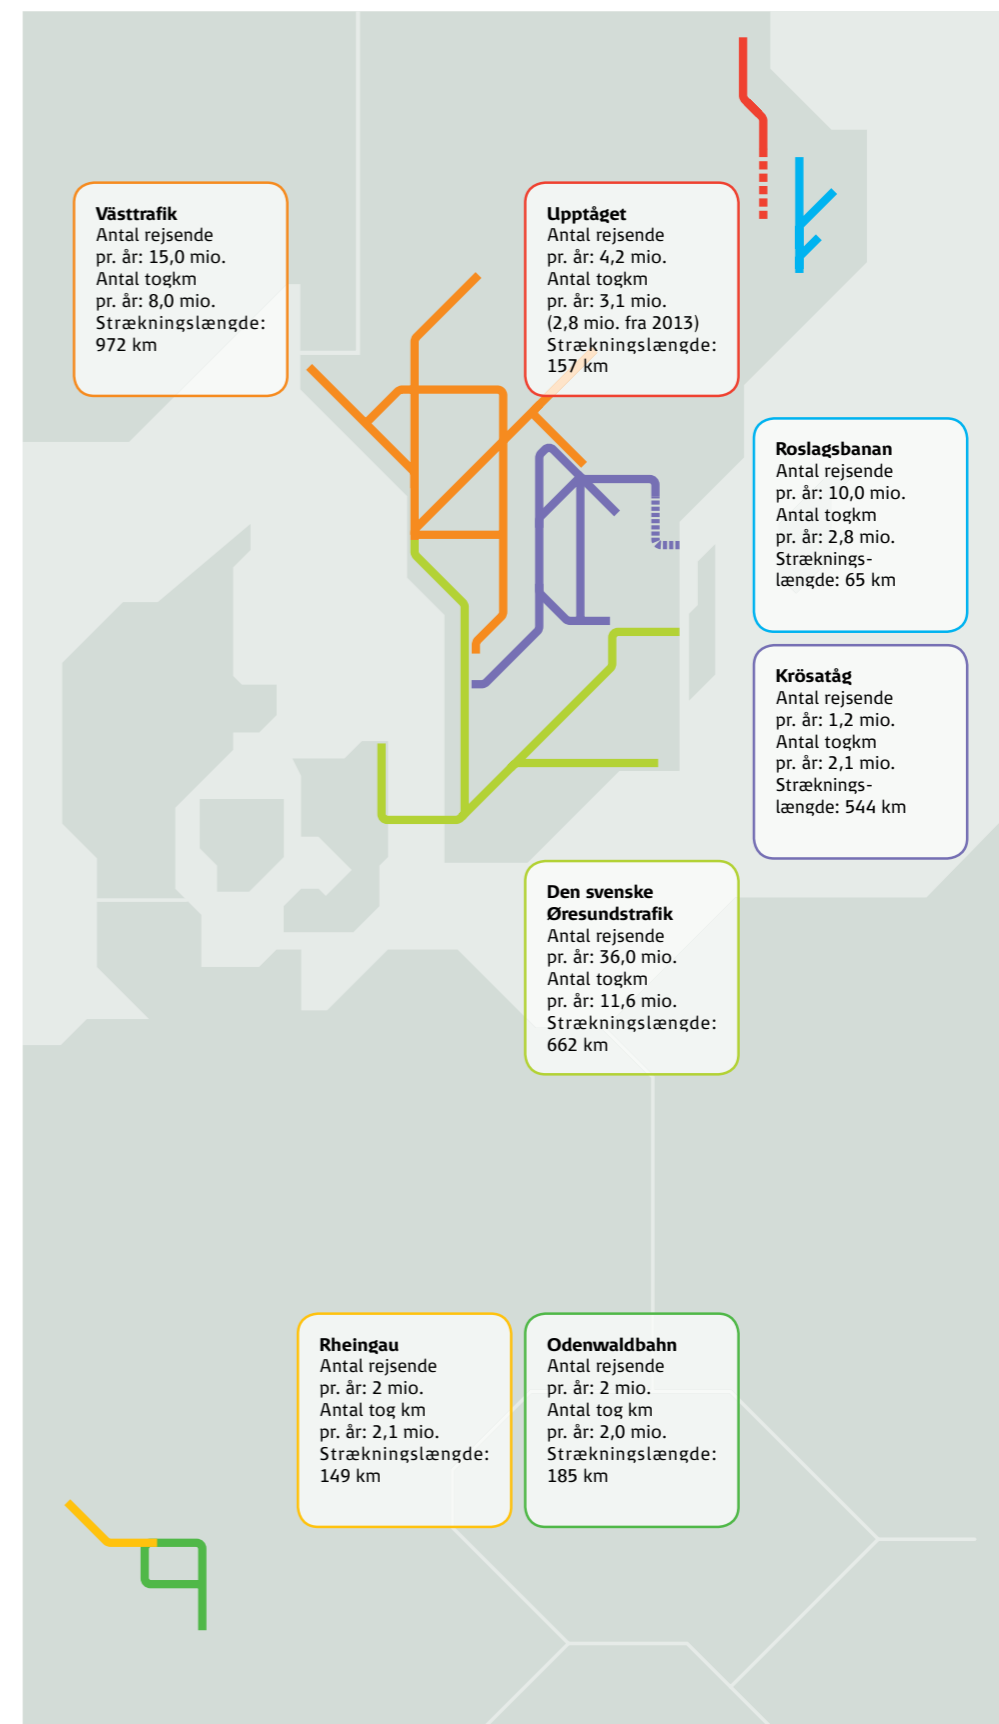 Västtrafik
Antal rejsende
pr. år: 15,0 mio.
Antal togkm
pr. år: 8,0 mio.
Strækningslængde:
972 km
Upptåget
Antal rejsende
pr. år: 4,2 mio.
Antal togkm
pr. år: 3,1 mio.
(2,8 mio. fra 2013)
Strækningslængde:
157 km
Roslagsbanan
Antal rejsende
pr. år: 10,0 mio.
Antal togkm
pr. år: 2,8 mio.
Stræknings-
længde: 65 km
Krösatåg
Antal rejsende
pr. år: 1,2 mio.
Antal togkm
pr. år: 2,1 mio.
Stræknings-
længde: 544 km
Den svenske
Øresundstrafik
Antal rejsende
pr. år: 36,0 mio.
Antal togkm
pr. år: 11,6 mio.
Strækningslængde:
662 km
Rheingau
Antal rejsende
pr. år: 2 mio.
Antal tog km
pr. år: 2,1 mio.
Strækningslængde:
149 km
Odenwaldbahn
Antal rejsende
pr. år: 2 mio.
Antal tog km
pr. år: 2,0 mio.
Strækningslængde:
185 km